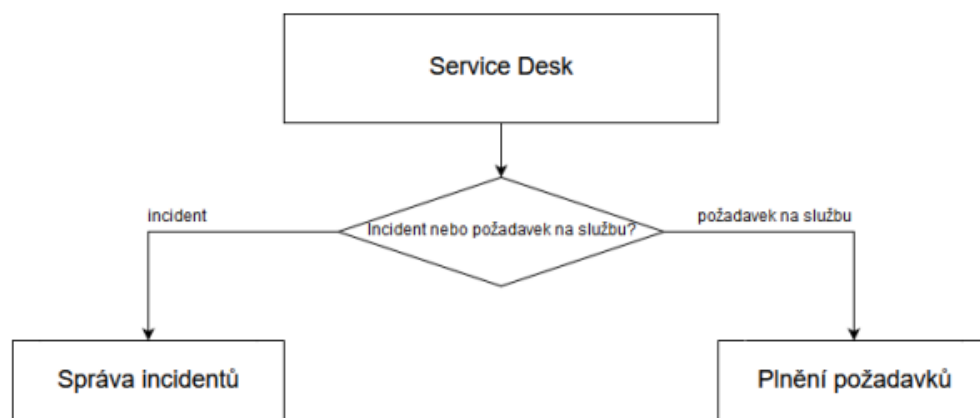 Service Desk
Incident nebo požadavek na službu?
incident
požadavek na službu
Správa incidentů
Plnění požadavků